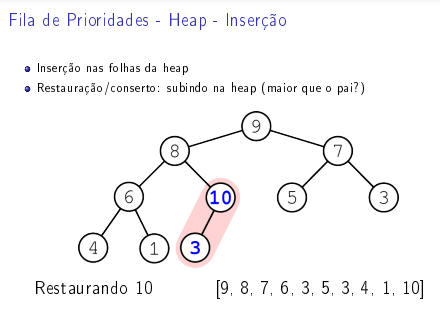 Fila de Prioridades - Heap - Inserção
Inserção nas folhas da heap
Restauração/conserto: subindo na heap (maior que o pai?)
9
8 7
6 10 5 3
4 1 3
Restaurando 10 [9, 8, 7, 6, 3, 5, 3, 4, 1, 10]